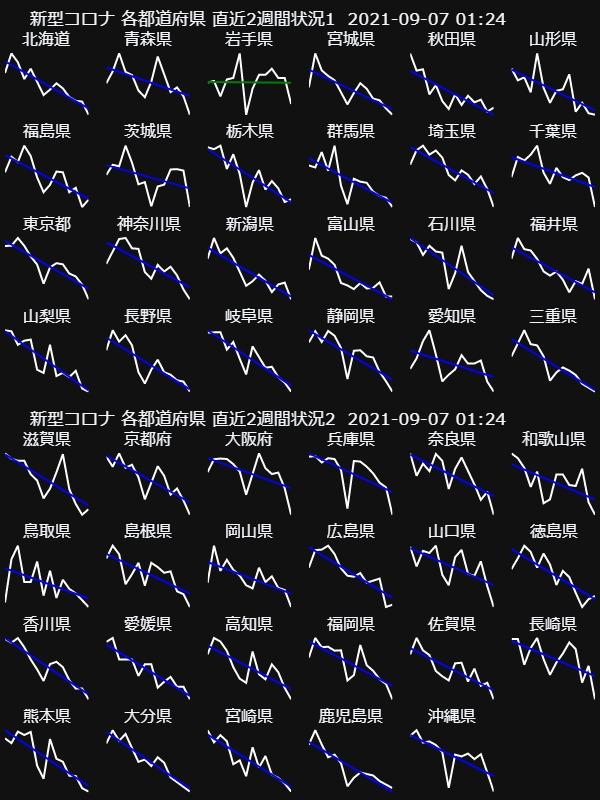 新型コロナ 各都道府県 直近2週間状況1 2021-09-07 01:24
北海道 青森県 岩手県 宮城県 秋田県 山形県
福島県 茨城県 栃木県 群馬県 埼玉県 千葉県
東京都 神奈川県 新潟県 富山県 石川県 福井県
山梨県 長野県 岐阜県 静岡県 愛知県 三重県
新型コロナ 各都道府県 直近2週間状況2 2021-09-07 01:24
滋賀県 京都府 大阪府 兵庫県 奈良県 和歌山県
鳥取県 島根県 岡山県 広島県 山口県 徳島県
香川県 愛媛県 高知県 福岡県 佐賀県 長崎県
熊本県 大分県 宮崎県 鹿児島県 沖縄県